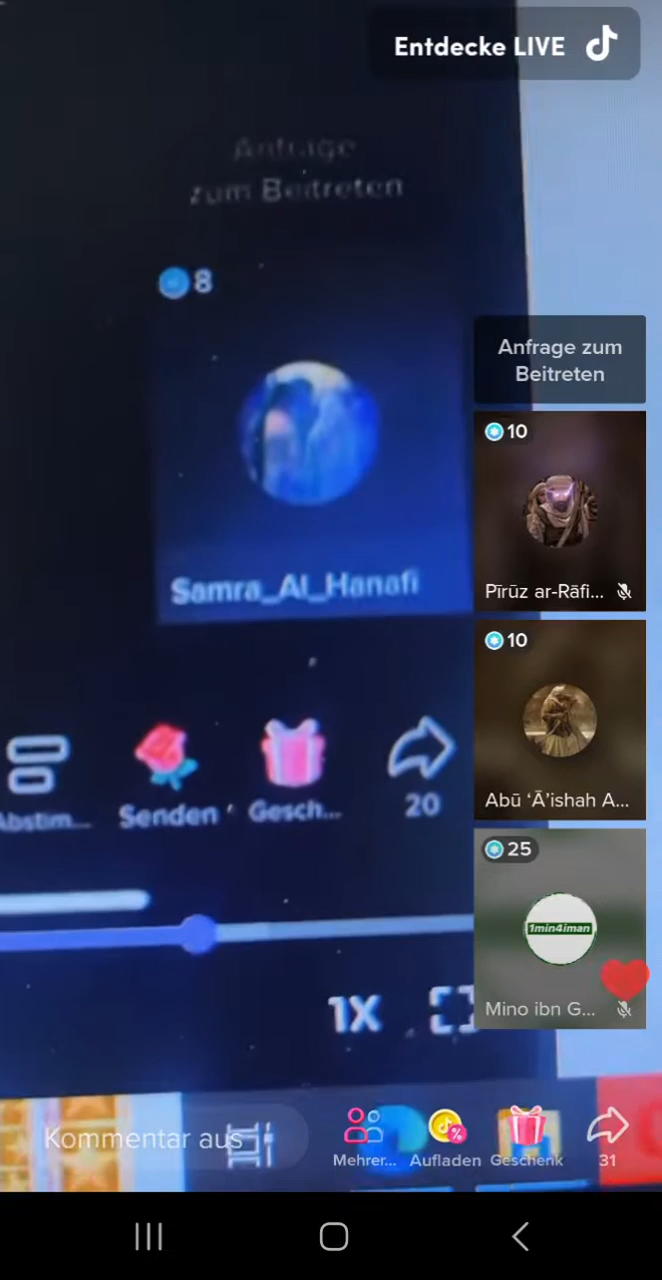 Entdecke LIVE
Anfrage
zum Beitreten
8
Samra_Al_Hanafi
Abstim...
Senden
Gesch...
20
1X
Anfrage zum
Beitreten
10
Pīrūz ar-Rāfi...
10
Abū ‘Ā’ishah A...
25
1min4iman
Mino ibn G...
Kommentar aus
Mehrer...
Aufladen
Geschenk
31